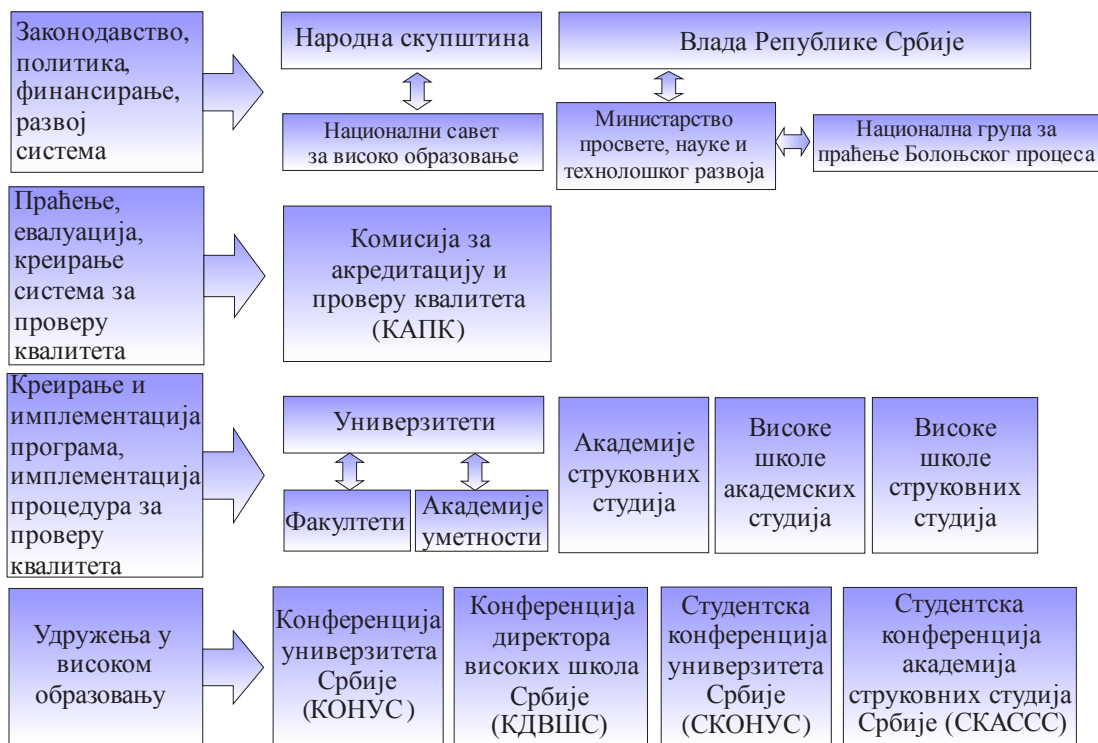 Законодавство,
политика,
финансирање,
развој
система
Народна скупштина
Национални савет
за високо образовање
Влада Републике Србије
Министарство
просвете, науке и
технолошког развоја
Национална група за
праћење Болоњског процеса
Праћење,
евалуација,
креирање
система за
проверу
квалитета
Комисија за
акредитацију и
проверу квалитета
(КАПК)
Креирање и
имплементација
програма,
имплементација
процедура за
проверу
квалитета
Универзитети
Факултети
Академије
уметности
Академије
струковних
студија
Високе
школе
академских
студија
Високе
школе
струковних
студија
Удружења у
високом
образовању
Конференција
универзитета
Србије
(КОНУС)
Конференција
директора
високих школа
Србије
(КДВШС)
Студентска
конференција
универзитета
Србије
(СКОНУС)
Студентска
конференција
академија
струковних студија
Србије (СКАССС)